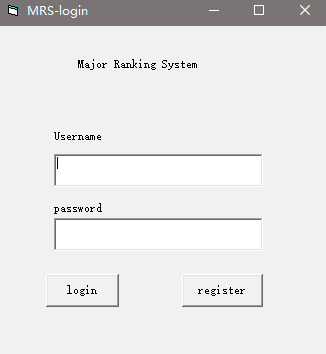 MRS-login
Major Ranking System
Username
password
login
register